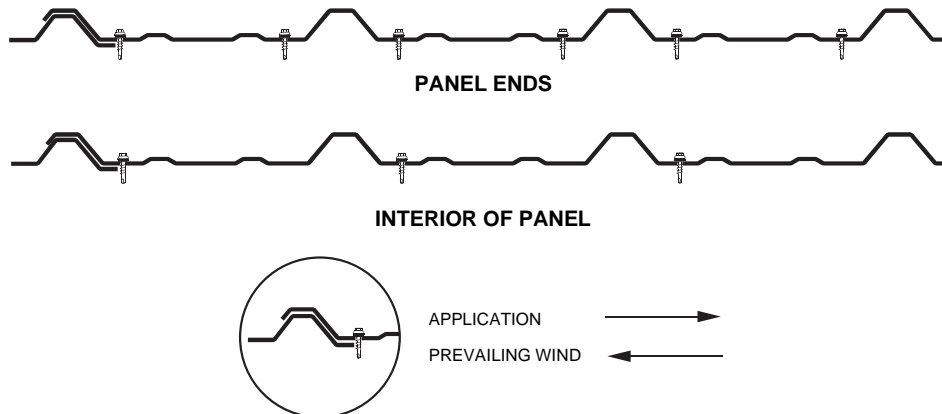 PANEL ENDS
INTERIOR OF PANEL
APPLICATION
PREVAILING WIND